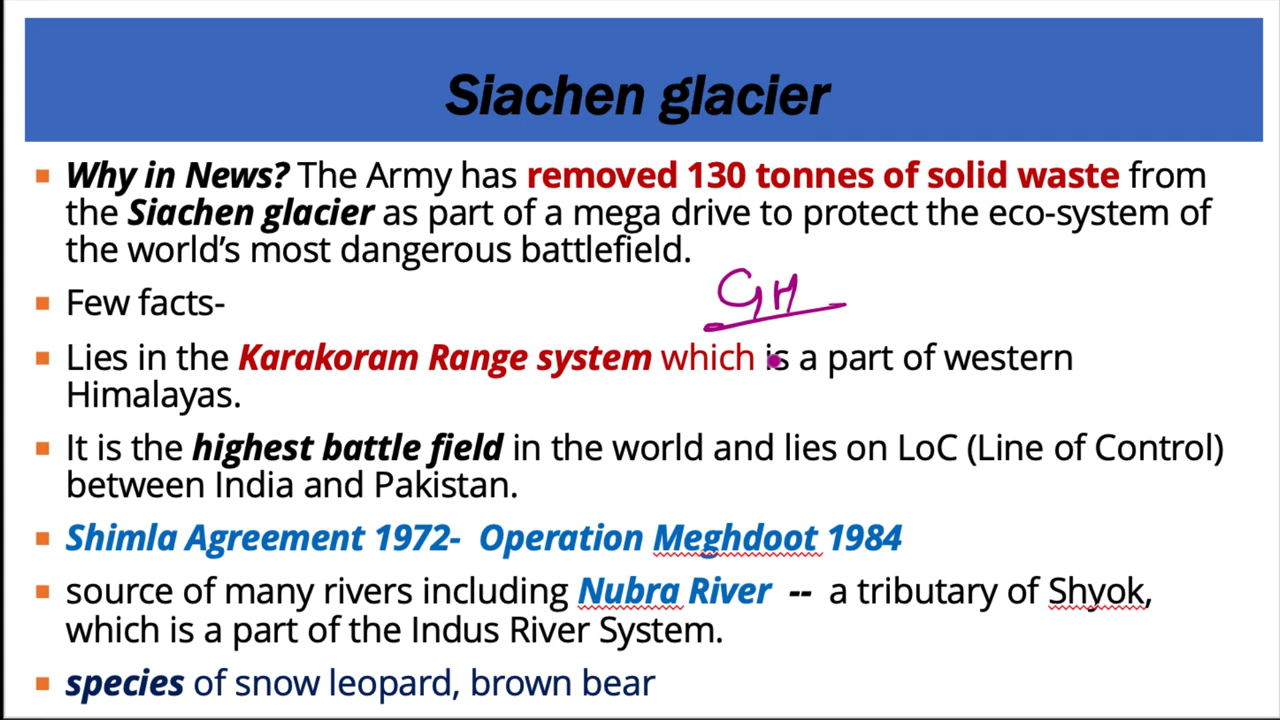 Siachen glacier
Why in News? The Army has removed 130 tonnes of solid waste from
the Siachen glacier as part of a mega drive to protect the eco-system of
the world's most dangerous battlefield.
GH
Few facts-
Lies in the Karakoram Range system which is a part of western
Himalayas.
It is the highest battle field in the world and lies on LoC (Line of Control)
between India and Pakistan.
Shimla Agreement 1972- Operation Meghdoot 1984
source of many rivers including Nubra River -- a tributary of Shyok,
which is a part of the Indus River System.
species of snow leopard, brown bear